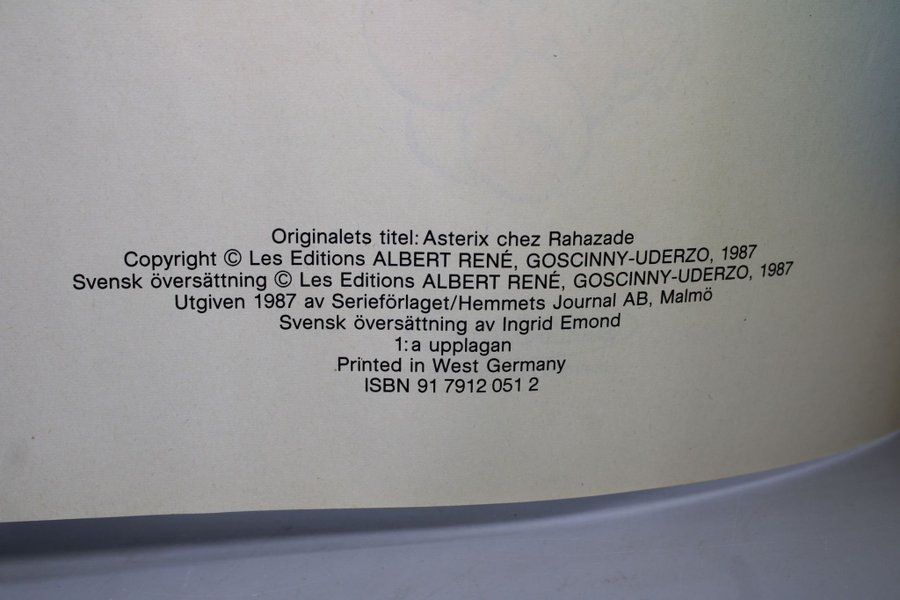 Originalets titel: Asterix chez Rahazade
Copyright © Les Editions ALBERT RENÉ, GOSCINNY-UDERZO, 1987
Svensk översättning © Les Editions ALBERT RENÉ, GOSCINNY-UDERZO, 1987
Utgiven 1987 av Serieförlaget/Hemmets Journal AB, Malmö
Svensk översättning av Ingrid Emond
1:a upplagan
Printed in West Germany
ISBN 91 7912 051 2